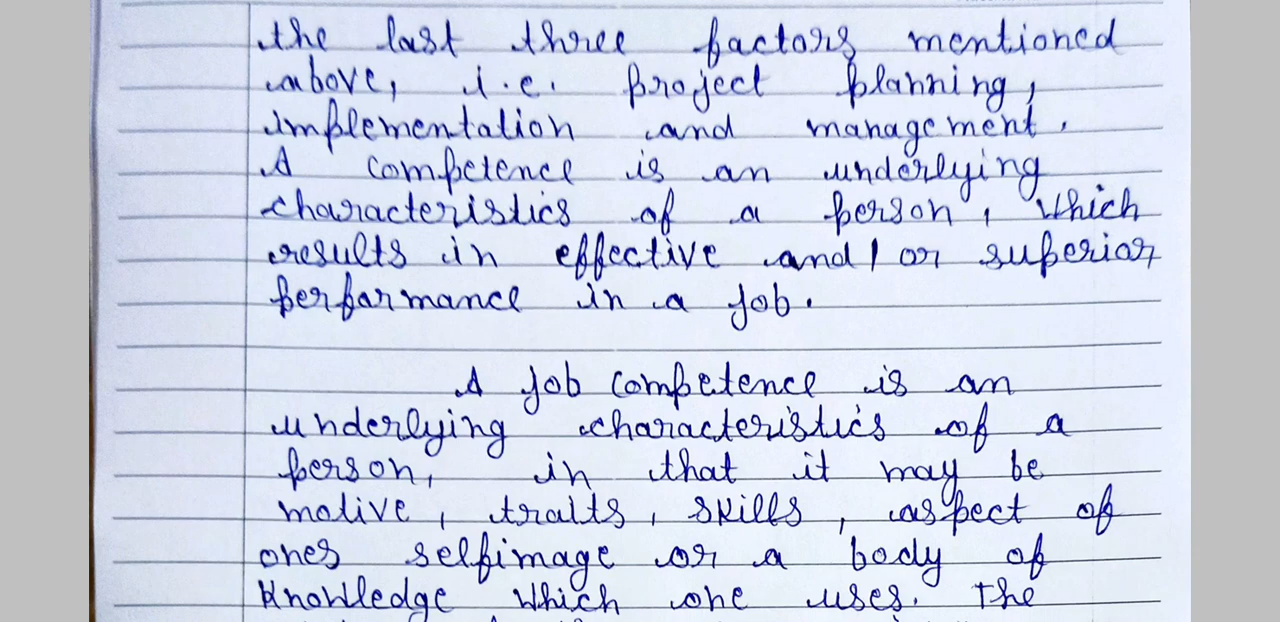 the last three factors mentioned
above, i.e. project planning,
implementation and management.
A competence is an underlying
characteristics of a person, which
results in effective and/or superior
perfarmance in a job.
A job competence is an
underlying characteristics of a
person, in that it may be
motive, traits, skills, aspect of
ones selfimage or a body of
knowledge which one uses. The